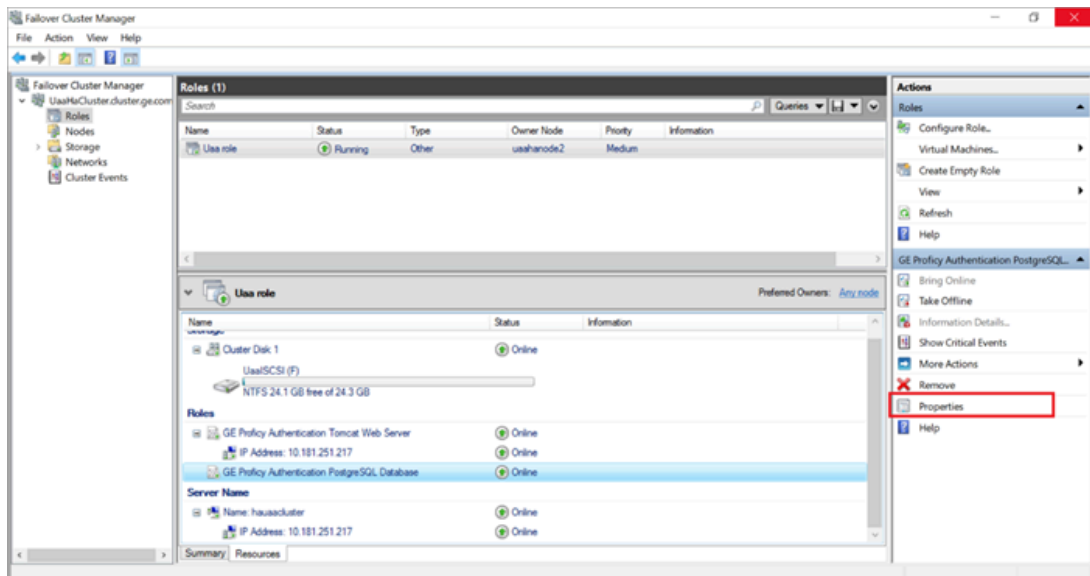 Failover Cluster Manager
File Action View Help
Failover Cluster Manager
UaaHaCluster.cluster.ge.com
Roles
Nodes
Storage
Networks
Cluster Events
Roles (1)
Search
Queries
Name Status Type Owner Node Priority Information
Uaa role Running Other uaahanode2 Medium
Uaa role
Preferred Owners: Any node
Name Status Information
Storage
Cluster Disk 1 Online
UaaISCSI (F)
NTFS 24.1 GB free of 24.3 GB
Roles
GE Proficy Authentication Tomcat Web Server Online
IP Address: 10.181.251.217 Online
GE Proficy Authentication PostgreSQL Database Online
Server Name
Name: hauaacluster Online
IP Address: 10.181.251.217 Online
Summary Resources
Actions
Roles
Configure Role...
Virtual Machines...
Create Empty Role
View
Refresh
Help
GE Proficy Authentication PostgreSQL...
Bring Online
Take Offline
Information Details...
Show Critical Events
More Actions
Remove
Properties
Help